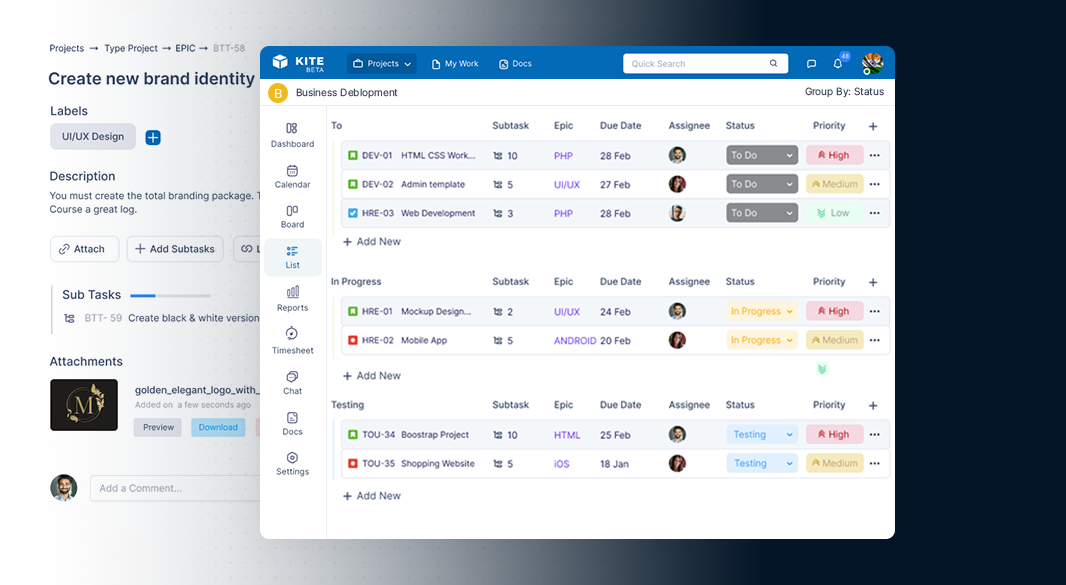 Projects → Type Project → EPIC → BTT-58
Create new brand identity
Labels
UI/UX Design
Description
You must create the total branding package.
Course a great log.
Attach
Add Subtasks
Sub Tasks
BTT- 59 Create black & white version
Attachments
golden_elegant_logo_with_
Added on a few seconds ago
Preview
Download
Add a Comment...
KITE
BETA
Projects
My Work
Docs
Quick Search
48
B
Business Deblopment
Group By: Status
Dashboard
Calendar
Board
List
Reports
Timesheet
Chat
Docs
Settings
To Subtask Epic Due Date Assignee Status Priority +
DEV-01 HTML CSS Work... 10 PHP 28 Feb To Do High ...
DEV-02 Admin template 5 UI/UX 27 Feb To Do Medium ...
HRE-03 Web Development 3 PHP 28 Feb To Do Low ...
+ Add New
In Progress Subtask Epic Due Date Assignee Status Priority +
HRE-01 Mockup Design... 2 UI/UX 24 Feb In Progress High ...
HRE-02 Mobile App 5 ANDROID 20 Feb In Progress Medium ...
+ Add New
Testing Subtask Epic Due Date Assignee Status Priority +
TOU-34 Boostrap Project 10 HTML 25 Feb Testing High ...
TOU-35 Shopping Website 5 iOS 18 Jan Testing Medium ...
+ Add New